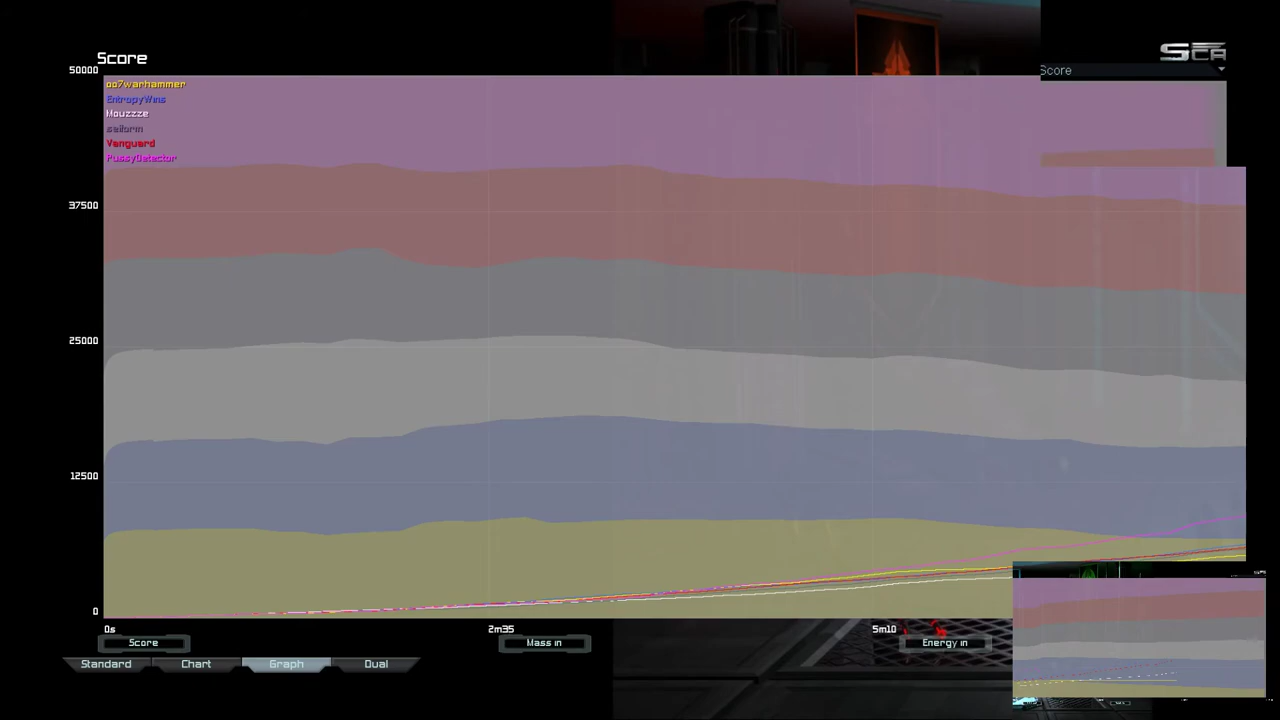 Score
50000
SCA
Score
oo7warhammer
EntropyWins
Mouzzze
Vanguard
PussyDetector
37500
25000
12500
0
0s
2m35
5m10
Score
Mass in
Energy in
Standard
Chart
Graph
Dual